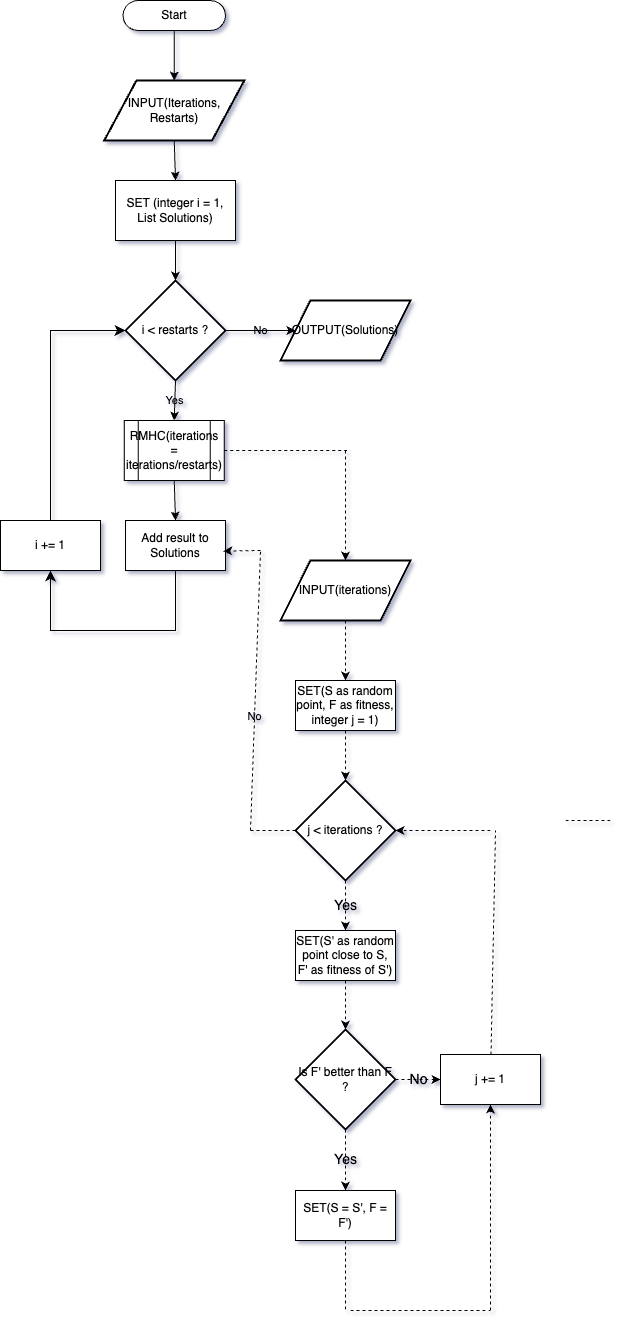 Start
INPUT(Iterations,
Restarts)
SET (integer i = 1,
List Solutions)
i < restarts ?
No
OUTPUT(Solutions)
Yes
RMHC(iterations
=
iterations/restarts)
i += 1
Add result to
Solutions
INPUT(iterations)
SET(S as random
point, F as fitness,
integer j = 1)
No
j < iterations ?
Yes
SET(S' as random
point close to S,
F' as fitness of S')
Is F' better than F
?
No
j += 1
Yes
SET(S = S', F =
F')